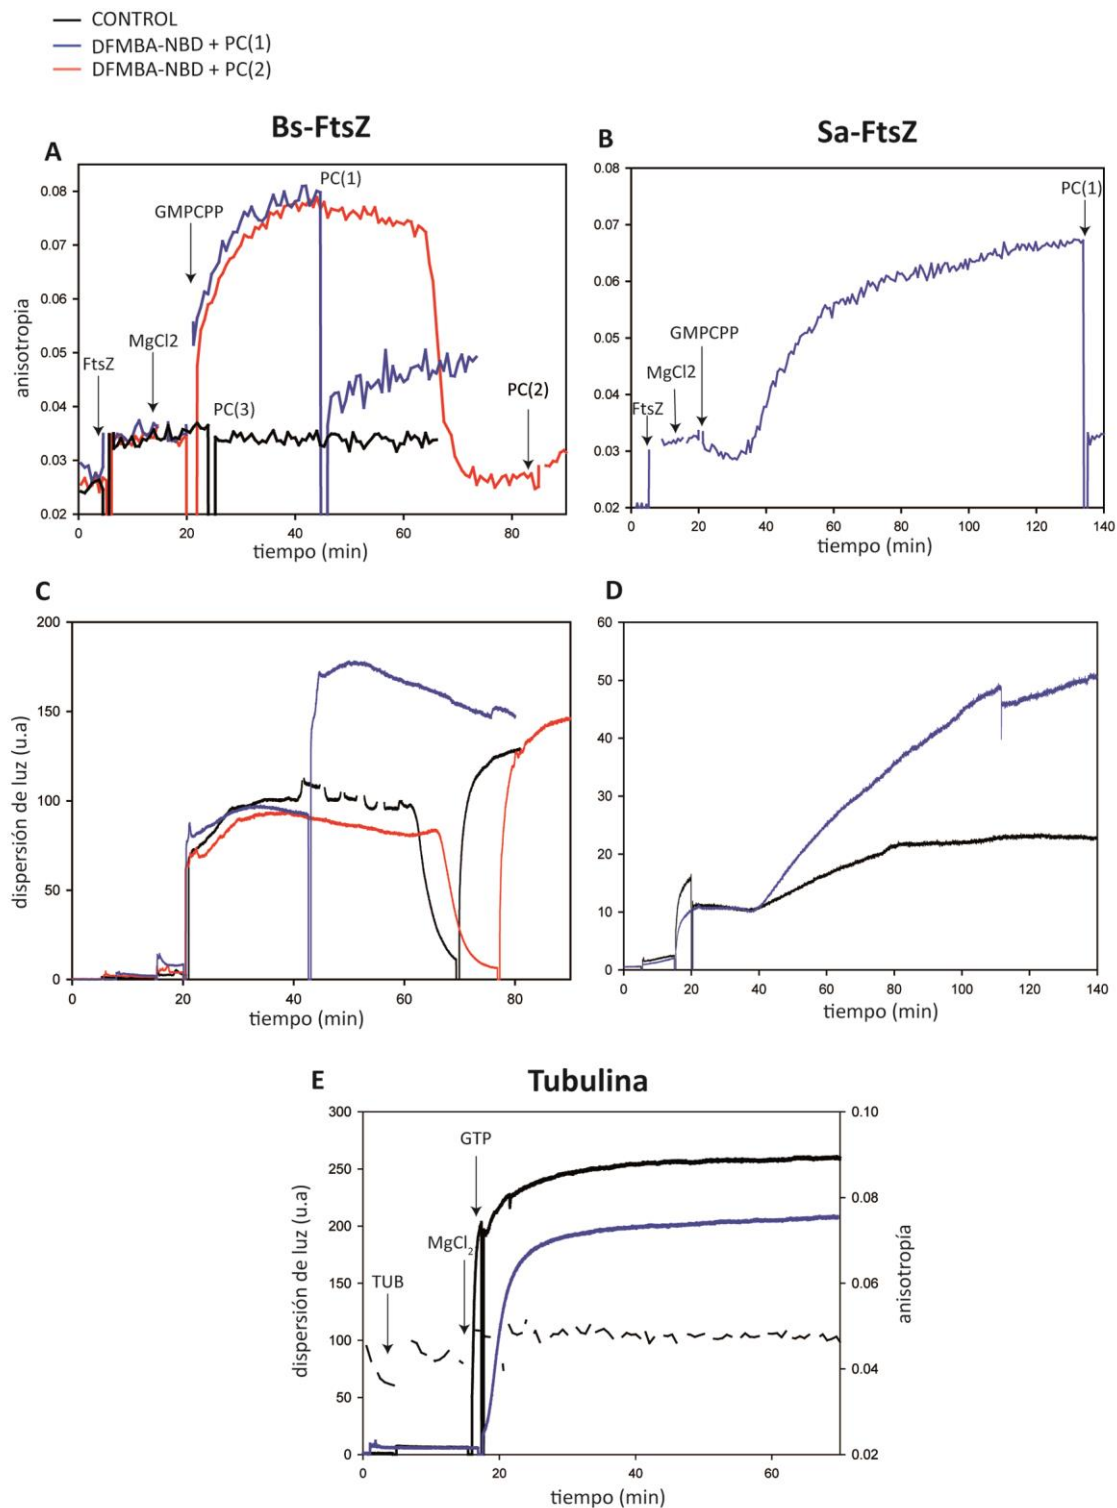 CONTROL
DFMBA-NBD + PC(1)
DFMBA-NBD + PC(2)
Bs-FtsZ
Sa-FtsZ
A
0.08
0.07
0.06
0.05
0.04
0.03
0.02
anisotropia
FtsZ
MgCl2
GMPCPP
PC(1)
PC(3)
PC(2)
0 20 40 60 80
tiempo (min)
B
0.08
0.07
0.06
0.05
0.04
0.03
0.02
FtsZ
MgCl2
GMPCPP
PC(1)
0 20 40 60 80 100 120 140
tiempo (min)
C
200
150
100
50
0
dispersión de luz (u.a)
0 20 40 60 80
tiempo (min)
D
60
50
40
30
20
10
0
0 20 40 60 80 100 120 140
tiempo (min)
E
Tubulina
300
250
200
150
100
50
0
dispersión de luz (u.a)
TUB
MgCl2
GTP
0.10
0.08
0.06
0.04
0.02
anisotropía
0 20 40 60
tiempo (min)